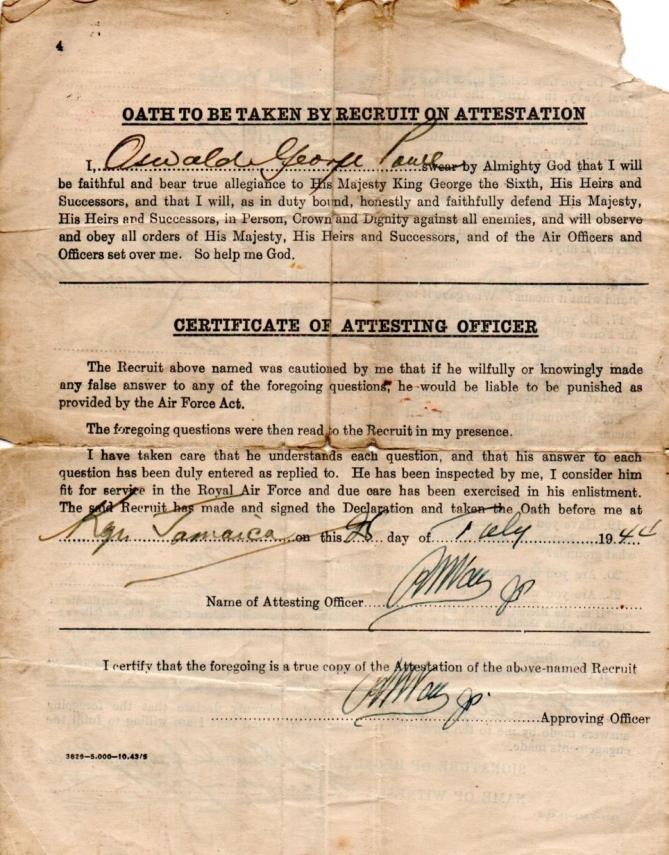 4
OATH TO BE TAKEN BY RECRUIT ON ATTESTATION
I, Oswald George swear by Almighty God that I will
be faithful and bear true allegiance to His Majesty King George the Sixth, His Heirs and
Successors, and that I will, as in duty bound, honestly and faithfully defend His Majesty,
His Heirs and Successors, in Person, Crown and Dignity against all enemies, and will observe
and obey all orders of His Majesty, His Heirs and Successors, and of the Air Officers and
Officers set over me. So help me God.
CERTIFICATE OF ATTESTING OFFICER
The Recruit above named was cautioned by me that if he wilfully or knowingly made
any false answer to any of the foregoing questions, he would be liable to be punished as
provided by the Air Force Act.
The foregoing questions were then read to the Recruit in my presence.
I have taken care that he understands each question, and that his answer to each
question has been duly entered as replied to. He has been inspected by me, I consider him
fit for service in the Royal Air Force and due care has been exercised in his enlistment.
The said Recruit has made and signed the Declaration and taken the Oath before me at
Kgn Jamaica on this day of July 1944
Name of Attesting Officer JP
I certify that the foregoing is a true copy of the Attestation of the above-named Recruit
JP Approving Officer
3829—5.000—10.43/S